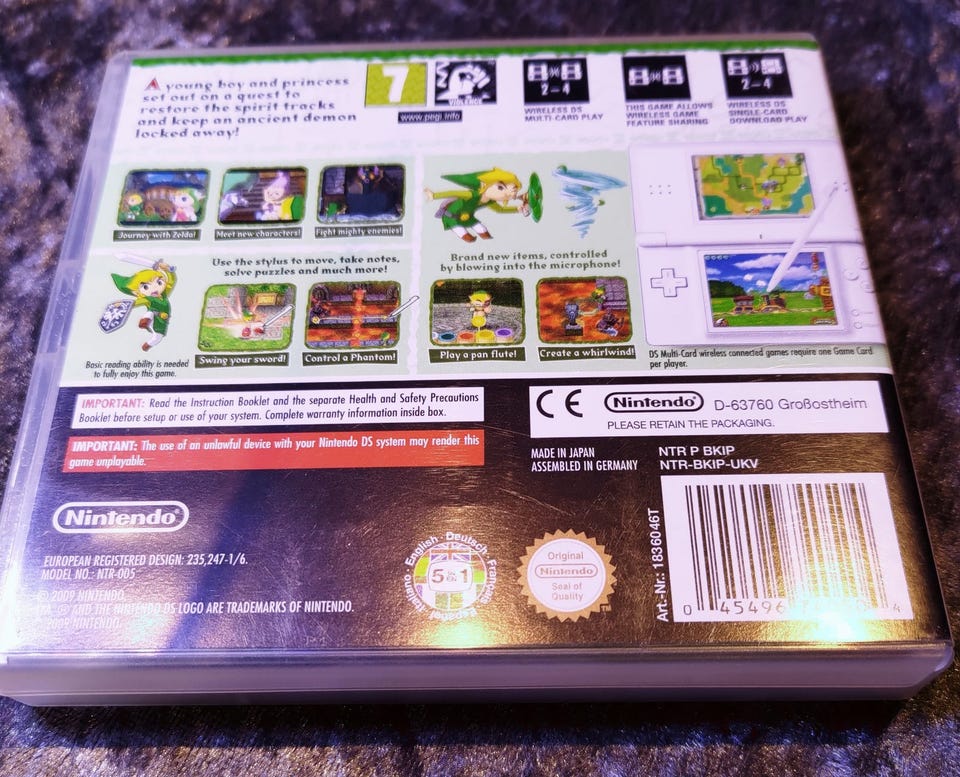 A young boy and princess
set out on a quest to
restore the spirit tracks
and keep an ancient demon
locked away!
7
VIOLENCE
www.pegi.info
2-4
WIRELESS DS
MULTI-CARD PLAY
THIS GAME ALLOWS
WIRELESS GAME
FEATURE SHARING
2-4
WIRELESS DS
SINGLE-CARD
DOWNLOAD PLAY
Journey with Zelda!
Meet new characters!
Fight mighty enemies!
Use the stylus to move, take notes,
solve puzzles and much more!
Swing your sword!
Control a Phantom!
Basic reading ability is needed
to fully enjoy this game.
Brand new items, controlled
by blowing into the microphone!
Play a pan flute!
Create a whirlwind!
DS Multi-Card wireless connected games require one Game Card
per player.
IMPORTANT: Read the Instruction Booklet and the separate Health and Safety Precautions
Booklet before setup or use of your system. Complete warranty information inside box.
IMPORTANT: The use of an unlawful device with your Nintendo DS system may render this
game unplayable.
CE Nintendo D-63760 Großostheim
PLEASE RETAIN THE PACKAGING.
MADE IN JAPAN
ASSEMBLED IN GERMANY
NTR P BKIP
NTR-BKIP-UKV
Nintendo
EUROPEAN REGISTERED DESIGN: 235,247-1/6.
MODEL NO.: NTR-005
© 2009 NINTENDO.
AND THE NINTENDO DS LOGO ARE TRADEMARKS OF NINTENDO.
2009 NINTENDO.
English · Deutsch · Français · Español · Italiano
5 in 1
Original
Nintendo
Seal of
Quality
TM
Art.-Nr.: 1836046T
0 45496 4